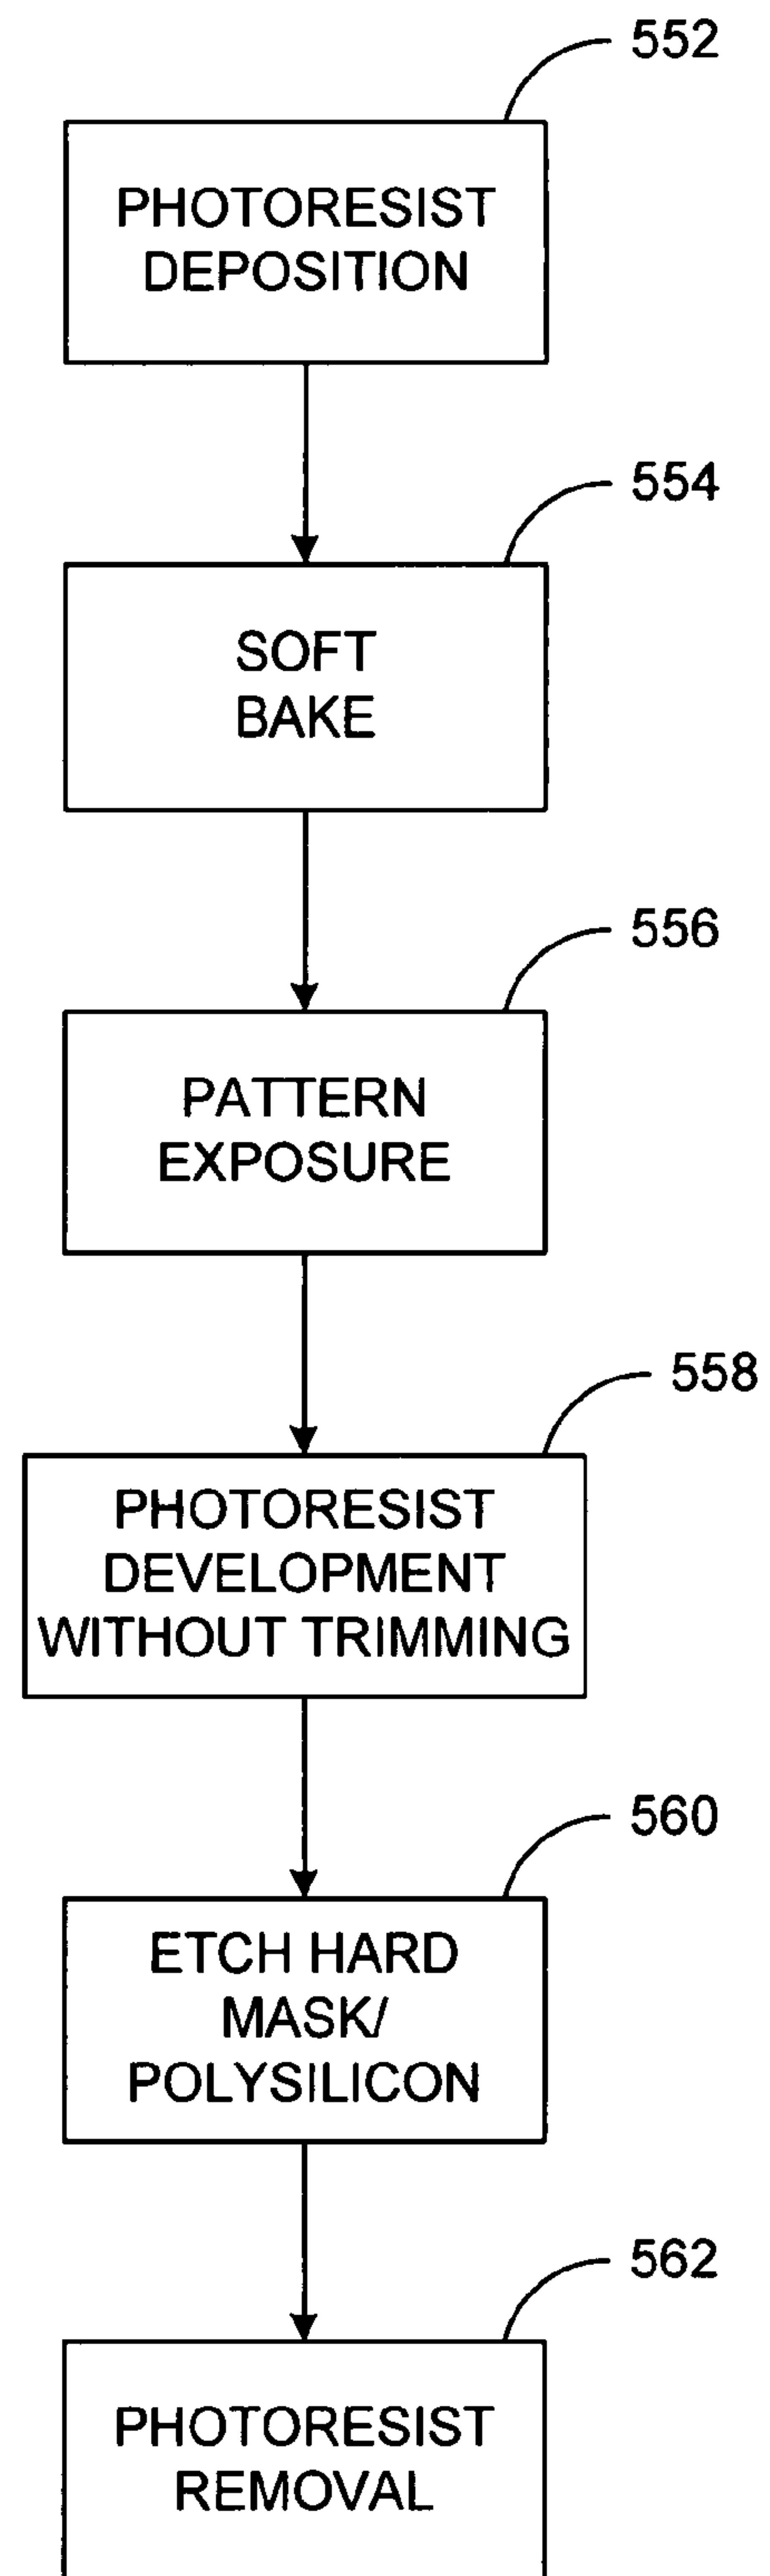 552
PHOTORESIST
DEPOSITION
554
SOFT
BAKE
556
PATTERN
EXPOSURE
558
PHOTORESIST
DEVELOPMENT
WITHOUT TRIMMING
560
ETCH HARD
MASK/
POLYSILICON
562
PHOTORESIST
REMOVAL